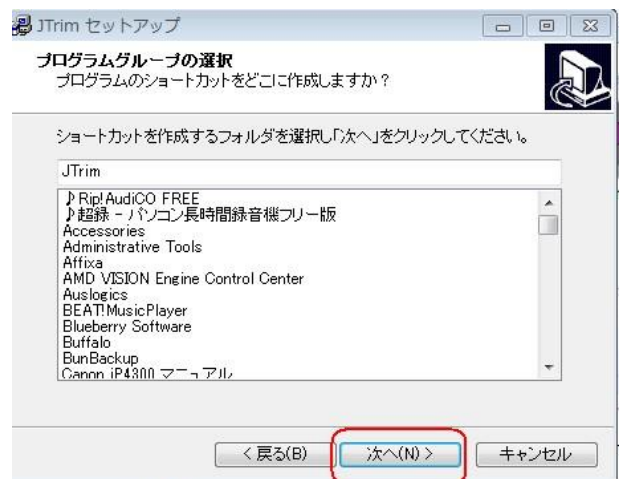 JTrim セットアップ
プログラムグループの選択
プログラムのショートカットをどこに作成しますか?
ショートカットを作成するフォルダを選択し「次へ」をクリックしてください。
JTrim
♪Rip!AudiCO FREE
♪超録 - パソコン長時間録音機フリー版
Accessories
Administrative Tools
Affixa
AMD VISION Engine Control Center
Auslogics
BEAT!MusicPlayer
Blueberry Software
Buffalo
BunBackup
Canon iP4300 マニュアル
< 戻る(B)
次へ(N) >
キャンセル